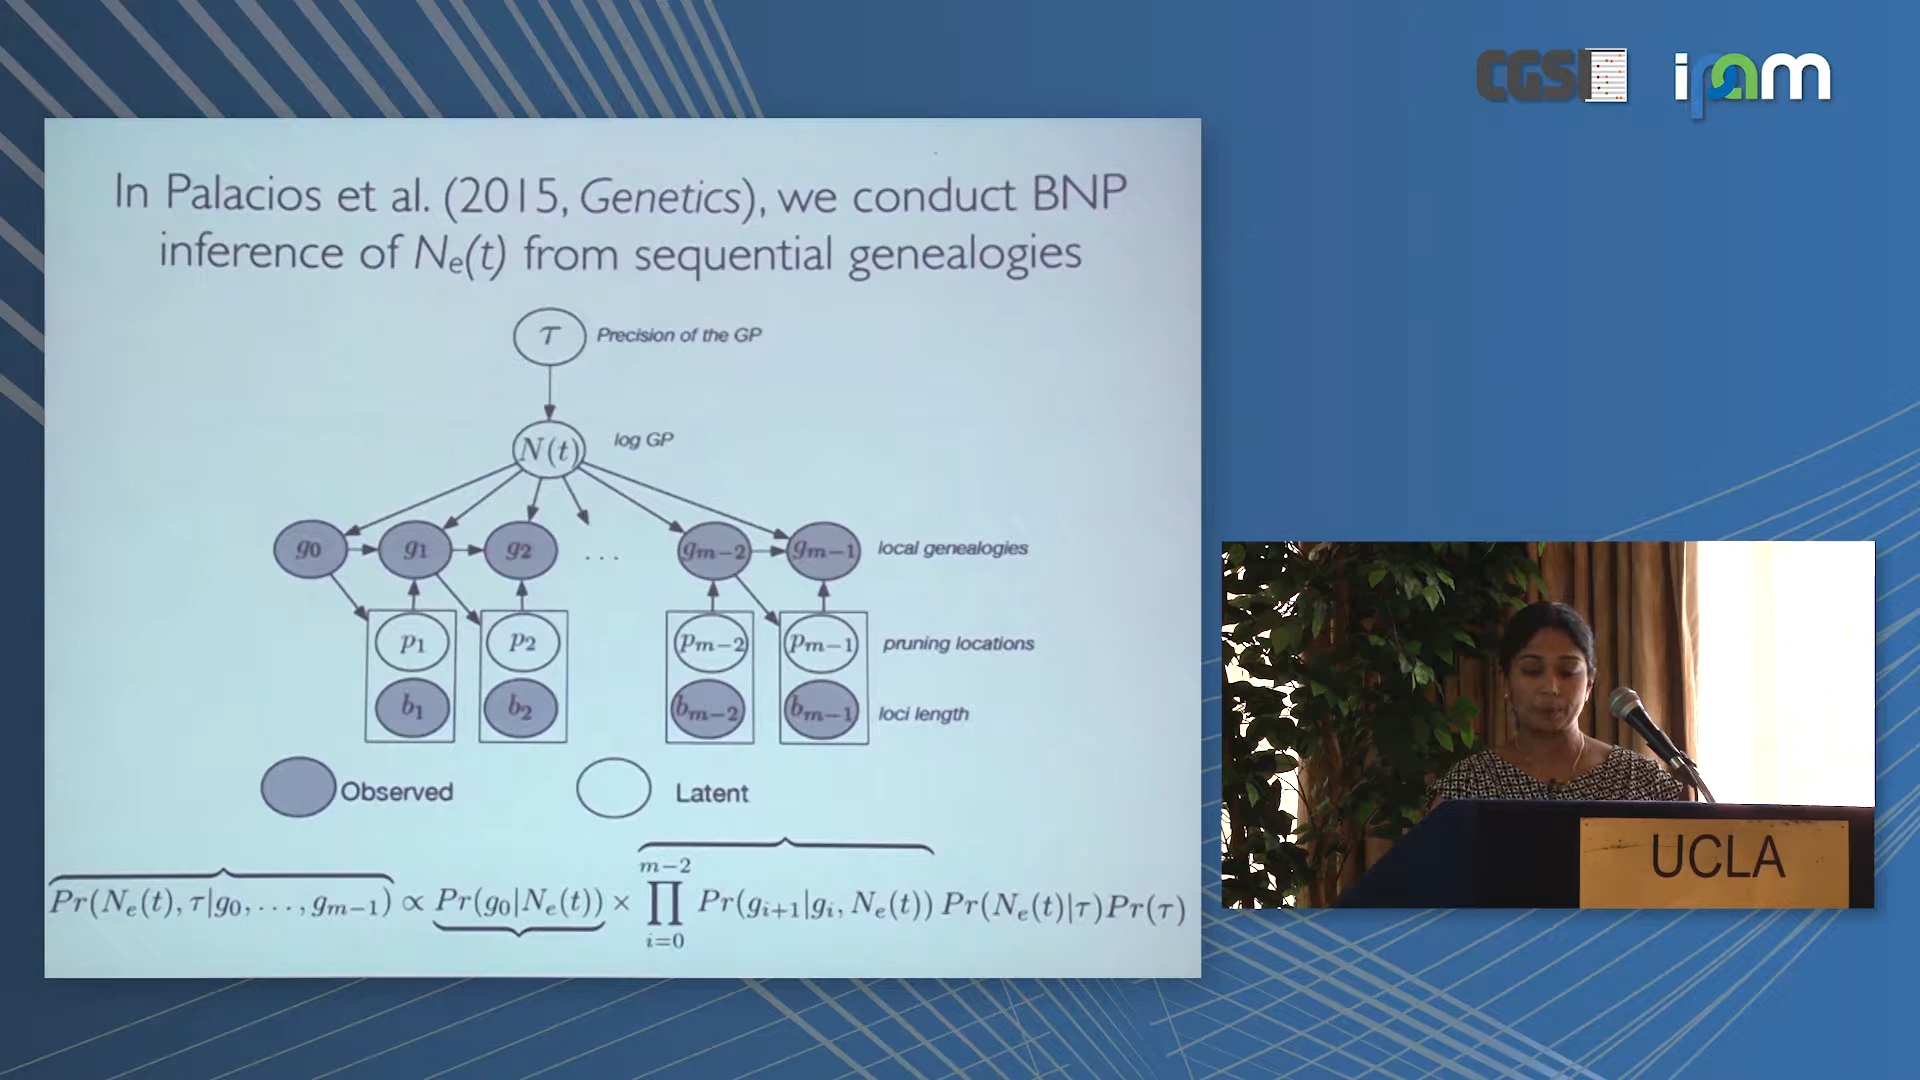 CGSI
ipam
In Palacios et al. (2015, Genetics), we conduct BNP
inference of Ne(t) from sequential genealogies
τ Precision of the GP
N(t) log GP
g0 g1 g2 ... gm−2 gm−1 local genealogies
p1 p2 pm−2 pm−1 pruning locations
b1 b2 bm−2 bm−1 loci length
Observed Latent
Pr(Ne(t), τ|g0, . . . , gm−1) ∝ Pr(g0|Ne(t)) × ∏_{i=0}^{m−2} Pr(gi+1|gi, Ne(t)) Pr(Ne(t)|τ)Pr(τ)
UCLA